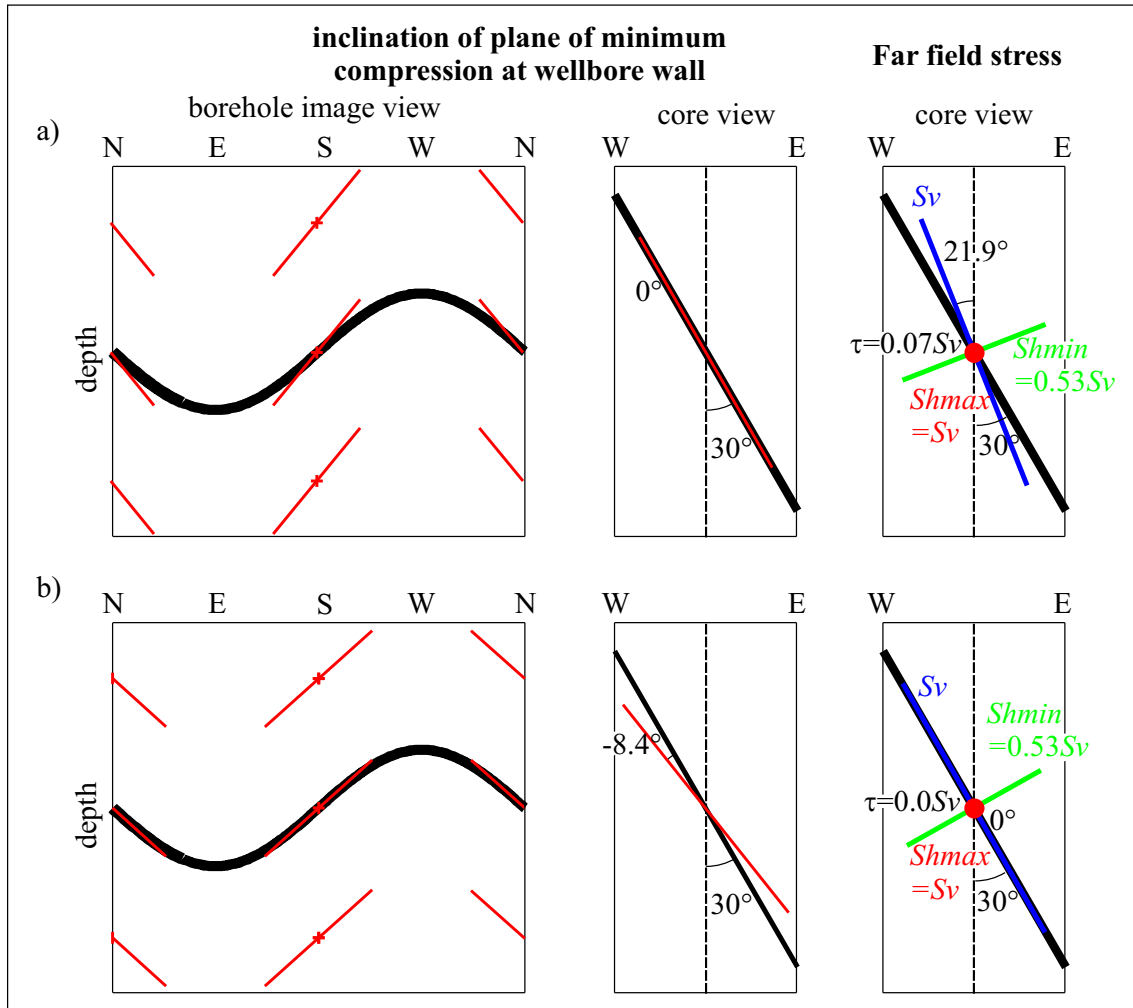 inclination of plane of minimum
compression at wellbore wall
Far field stress
borehole image view
core view
core view
a)
N E S W N
W E
W E
depth
0°
30°
Sv
21.9°
τ=0.07Sv
Shmin
=0.53Sv
Shmax
=Sv
30°
b)
N E S W N
W E
W E
depth
-8.4°
30°
Sv
Shmin
=0.53Sv
τ=0.0Sv
0°
Shmax
=Sv
30°